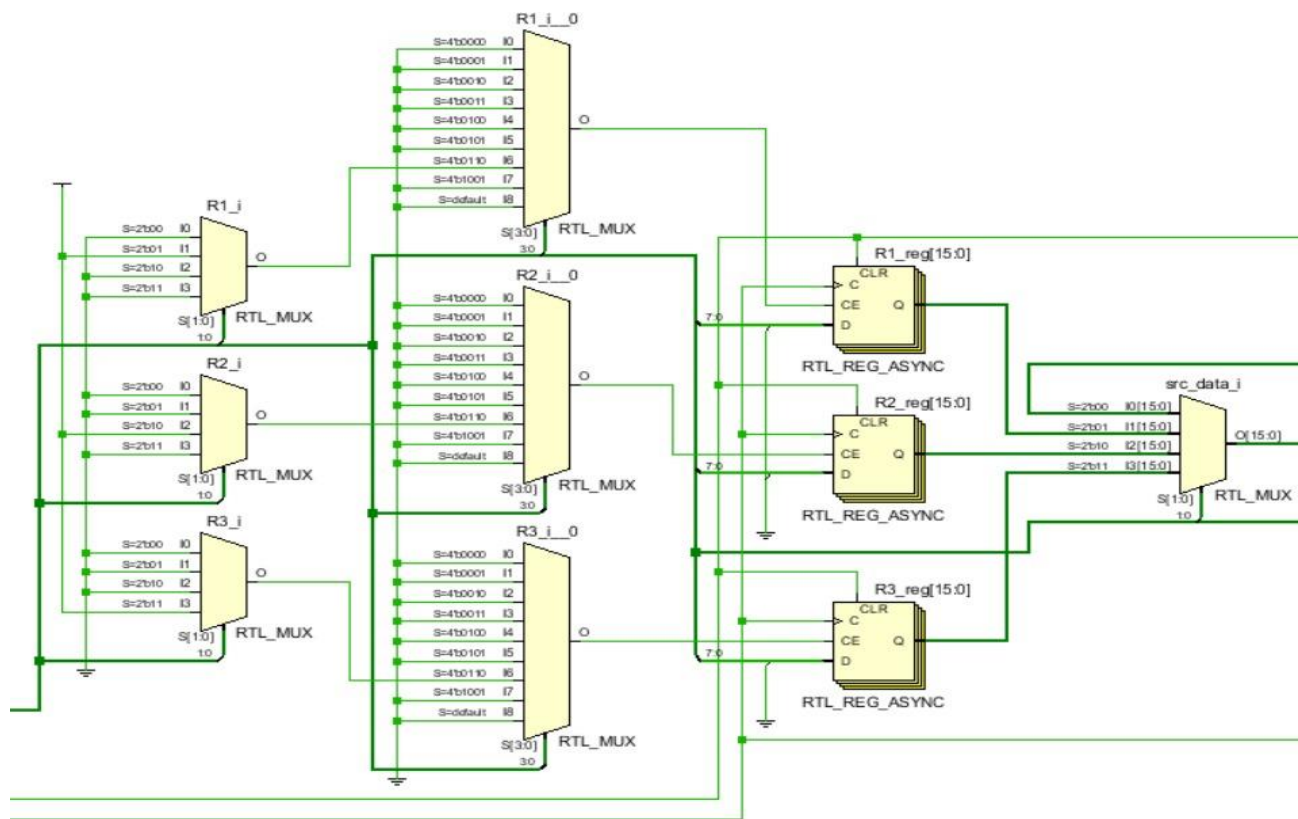 R1_i__0
S=4'b0000 I0
S=4'b0001 I1
S=4'b0010 I2
S=4'b0011 I3
S=4'b0100 I4
S=4'b0101 I5
S=4'b0110 I6
S=4'b1001 I7
S=default I8
O
S[3:0]
RTL_MUX
3:0
R1_i
S=2'b00 I0
S=2'b01 I1
S=2'b10 I2
S=2'b11 I3
O
S[1:0]
RTL_MUX
1:0
R2_i__0
S=4'b0000 I0
S=4'b0001 I1
S=4'b0010 I2
S=4'b0011 I3
S=4'b0100 I4
S=4'b0101 I5
S=4'b0110 I6
S=4'b1001 I7
S=default I8
O
S[3:0]
RTL_MUX
3:0
R2_i
S=2'b00 I0
S=2'b01 I1
S=2'b10 I2
S=2'b11 I3
O
S[1:0]
RTL_MUX
1:0
R3_i__0
S=4'b0000 I0
S=4'b0001 I1
S=4'b0010 I2
S=4'b0011 I3
S=4'b0100 I4
S=4'b0101 I5
S=4'b0110 I6
S=4'b1001 I7
S=default I8
O
S[3:0]
RTL_MUX
3:0
R3_i
S=2'b00 I0
S=2'b01 I1
S=2'b10 I2
S=2'b11 I3
O
S[1:0]
RTL_MUX
1:0
R1_reg[15:0]
CLR
C
CE
Q
7:0
D
RTL_REG_ASYNC
R2_reg[15:0]
CLR
C
CE
Q
7:0
D
RTL_REG_ASYNC
R3_reg[15:0]
CLR
C
CE
Q
7:0
D
RTL_REG_ASYNC
src_data_i
S=2'b00 I0[15:0]
S=2'b01 I1[15:0]
S=2'b10 I2[15:0]
S=2'b11 I3[15:0]
O[15:0]
S[1:0]
RTL_MUX
1:0